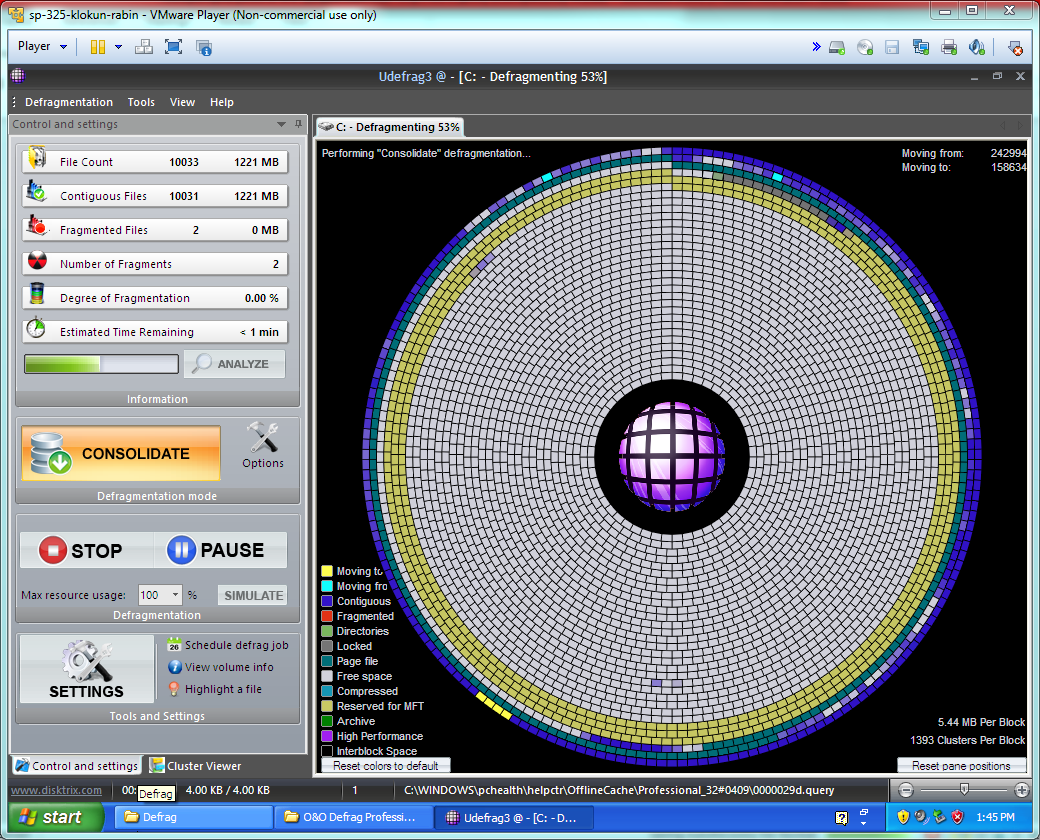 sp-325-klokun-rabin - VMware Player (Non-commercial use only)
Player
Udefrag3 @ - [C: - Defragmenting 53%]
Defragmentation Tools View Help
Control and settings
C: - Defragmenting 53%
Performing "Consolidate" defragmentation...
Moving from: 242994
Moving to: 158634
File Count 10033 1221 MB
Contiguous Files 10031 1221 MB
Fragmented Files 2 0 MB
Number of Fragments 2
Degree of Fragmentation 0.00 %
Estimated Time Remaining < 1 min
ANALYZE
Information
CONSOLIDATE
Options
Defragmentation mode
STOP PAUSE
Max resource usage: 100 % SIMULATE
Defragmentation
SETTINGS
26 Schedule defrag job
View volume info
Highlight a file
Tools and Settings
Moving to
Moving fro
Contiguous
Fragmented
Directories
Locked
Page file
Free space
Compressed
Reserved for MFT
Archive
High Performance
Interblock Space
Reset colors to default
5.44 MB Per Block
1393 Clusters Per Block
Reset pane positions
Control and settings Cluster Viewer
www.disktrix.com 00: Defrag 4.00 KB / 4.00 KB 1 C:\WINDOWS\pchealth\helpctr\OfflineCache\Professional_32#0409\0000029d.query
start Defrag O&O Defrag Professi... Udefrag3 @ - [C: - D... 1:45 PM